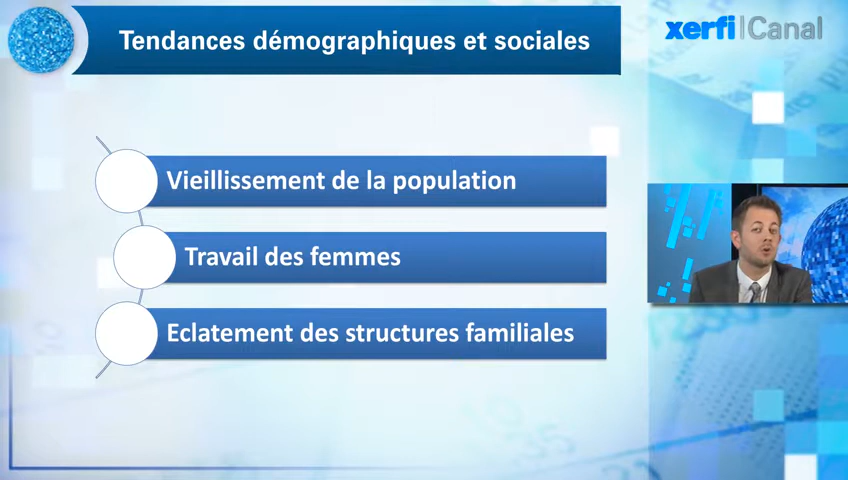 Tendances démographiques et sociales
xerfi|Canal
Vieillissement de la population
Travail des femmes
Eclatement des structures familiales